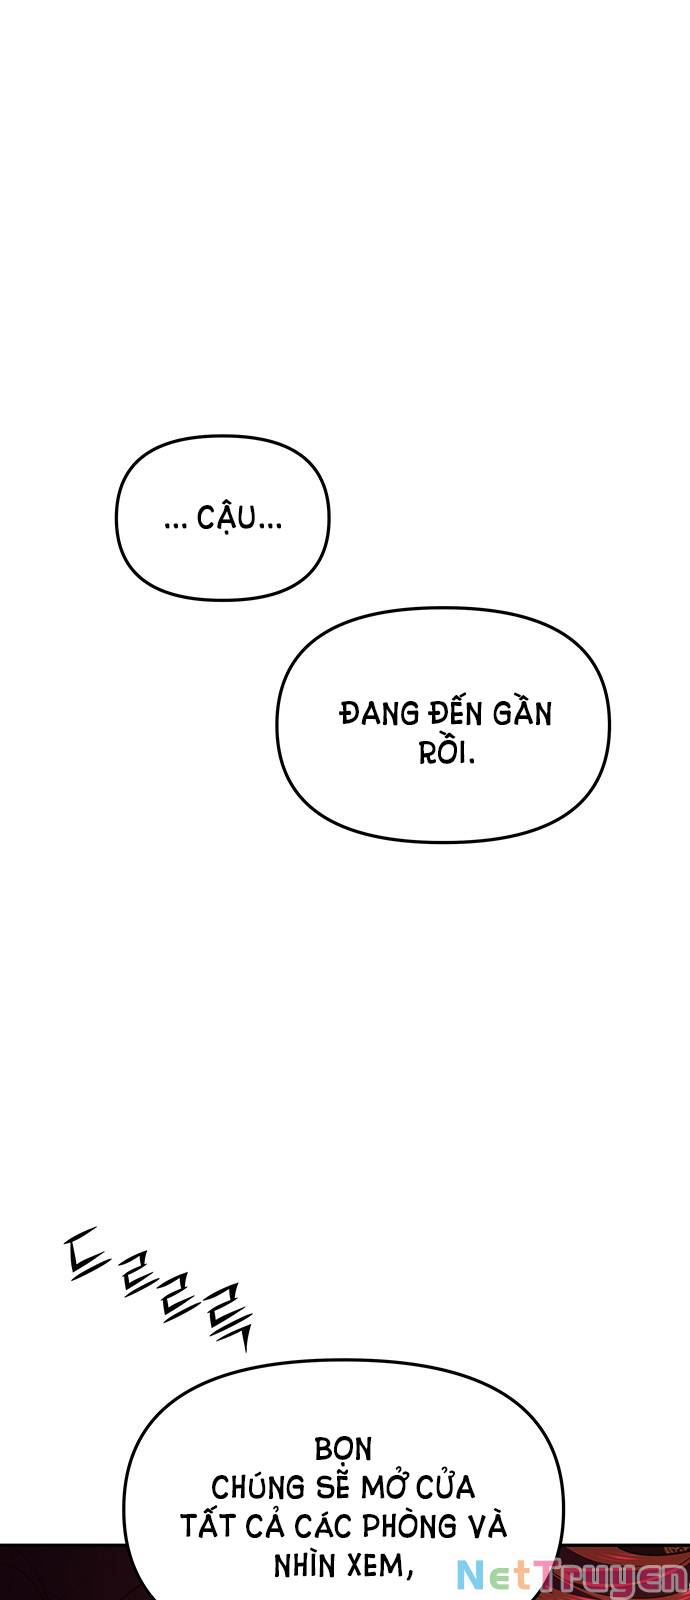 ... CẬU...
ĐANG ĐẾN GẦN
RỒI.
드르르륵
BỌN
CHÚNG SẼ MỞ CỬA
TẤT CẢ CÁC PHÒNG VÀ
NHÌN XEM,
NetTruyen